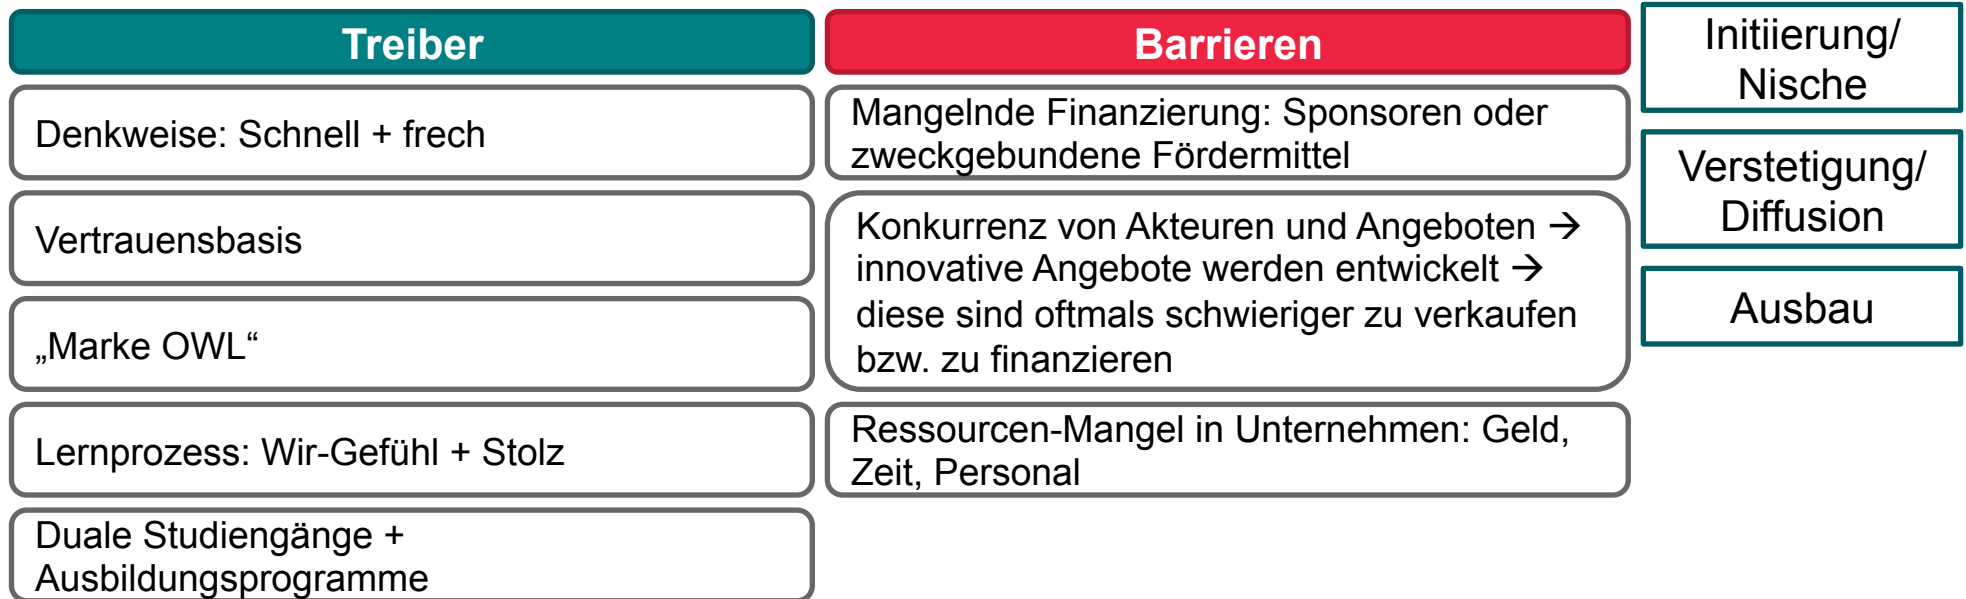 Treiber
Denkweise: Schnell + frech
Vertrauensbasis
„Marke OWL“
Lernprozess: Wir-Gefühl + Stolz
Duale Studiengänge +
Ausbildungsprogramme
Barrieren
Mangelnde Finanzierung: Sponsoren oder
zweckgebundene Fördermittel
Konkurrenz von Akteuren und Angeboten →
innovative Angebote werden entwickelt →
diese sind oftmals schwieriger zu verkaufen
bzw. zu finanzieren
Ressourcen-Mangel in Unternehmen: Geld,
Zeit, Personal
Initiierung/
Nische
Verstetigung/
Diffusion
Ausbau